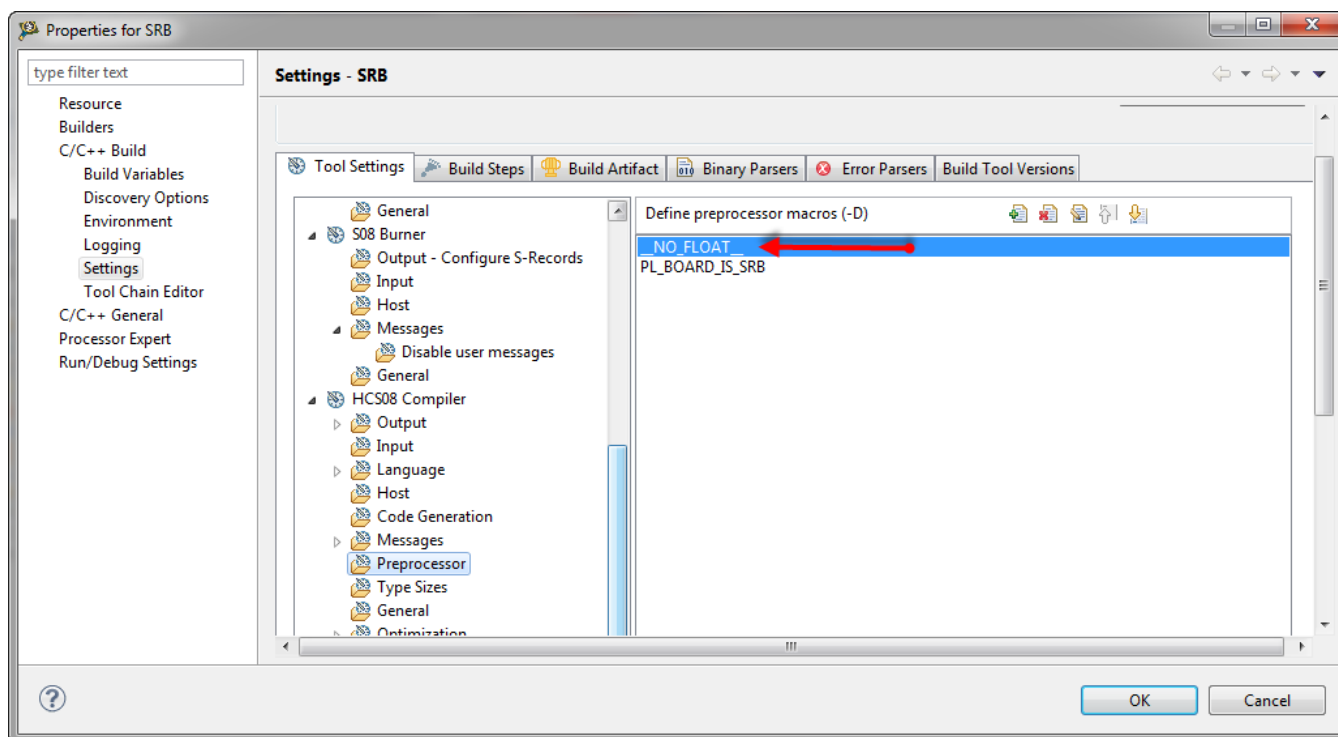 Properties for SRB
type filter text
Resource
Builders
C/C++ Build
Build Variables
Discovery Options
Environment
Logging
Settings
Tool Chain Editor
C/C++ General
Processor Expert
Run/Debug Settings
Settings - SRB
Tool Settings
Build Steps
Build Artifact
Binary Parsers
Error Parsers
Build Tool Versions
General
S08 Burner
Output - Configure S-Records
Input
Host
Messages
Disable user messages
General
HCS08 Compiler
Output
Input
Language
Host
Code Generation
Messages
Preprocessor
Type Sizes
General
Optimization
Define preprocessor macros (-D)
__NO_FLOAT__
PL_BOARD_IS_SRB
OK
Cancel